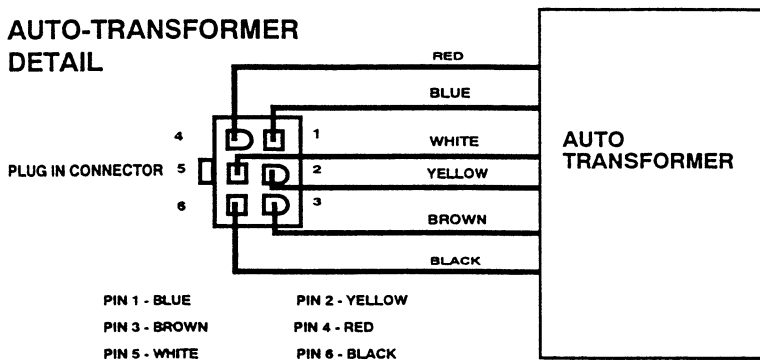 AUTO-TRANSFORMER
DETAIL
RED
BLUE
4
1
WHITE
AUTO
TRANSFORMER
PLUG IN CONNECTOR
5
2
YELLOW
6
3
BROWN
BLACK
PIN 1 - BLUE
PIN 2 - YELLOW
PIN 3 - BROWN
PIN 4 - RED
PIN 5 - WHITE
PIN 6 - BLACK